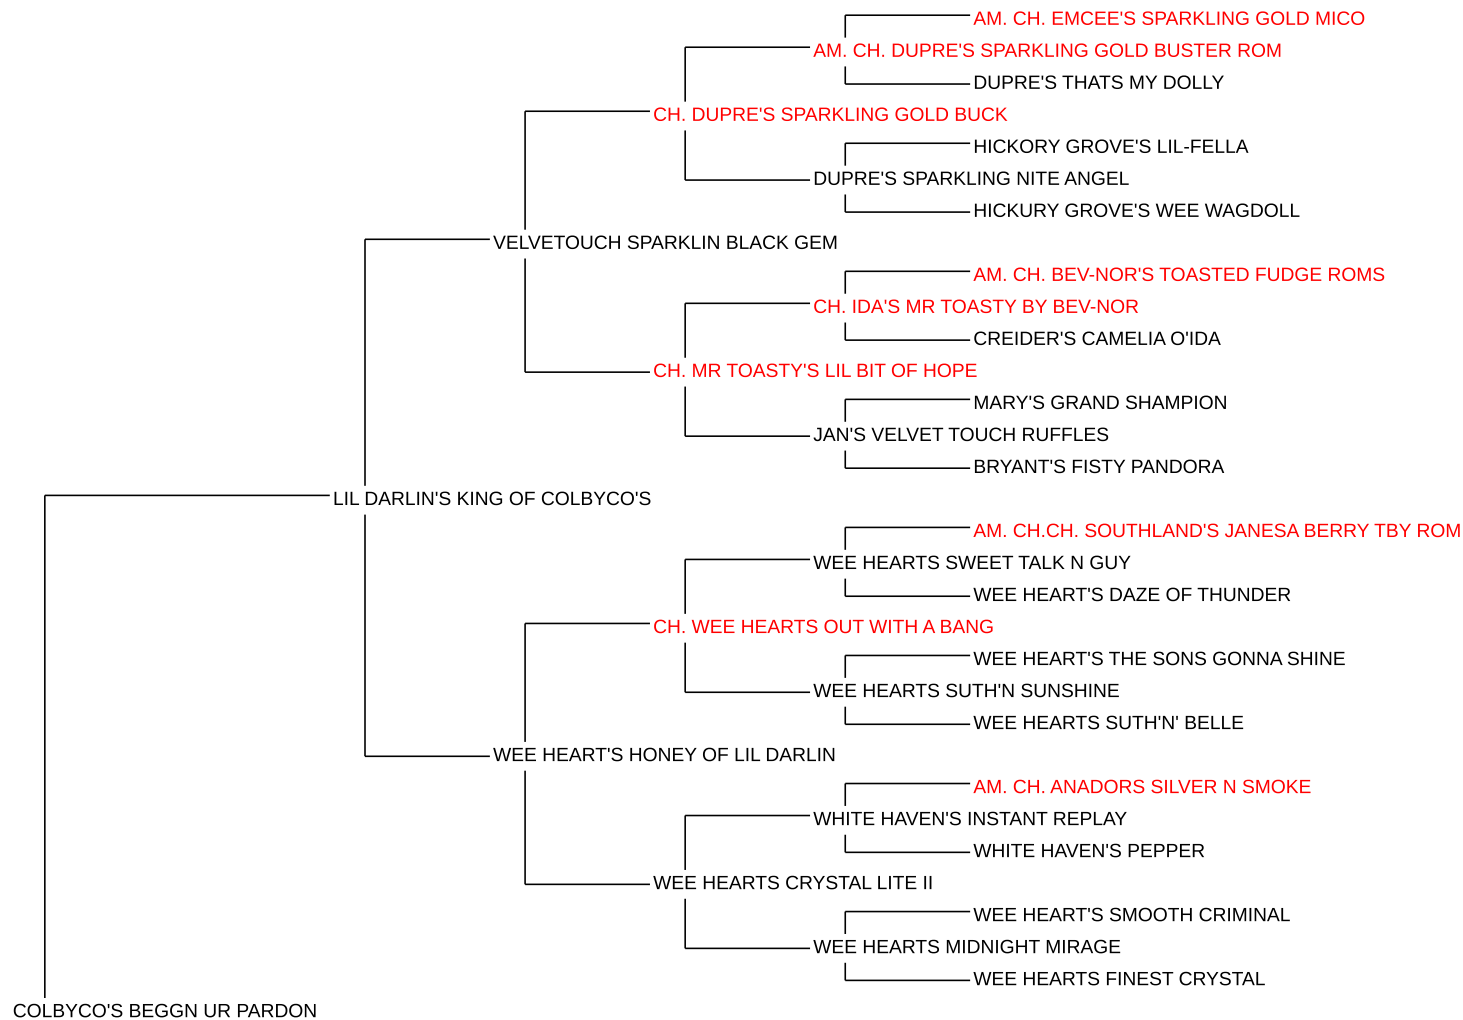 AM. CH. EMCEE'S SPARKLING GOLD MICO
AM. CH. DUPRE'S SPARKLING GOLD BUSTER ROM
DUPRE'S THATS MY DOLLY
CH. DUPRE'S SPARKLING GOLD BUCK
HICKORY GROVE'S LIL-FELLA
DUPRE'S SPARKLING NITE ANGEL
HICKURY GROVE'S WEE WAGDOLL
VELVETOUCH SPARKLIN BLACK GEM
AM. CH. BEV-NOR'S TOASTED FUDGE ROMS
CH. IDA'S MR TOASTY BY BEV-NOR
CREIDER'S CAMELIA O'IDA
CH. MR TOASTY'S LIL BIT OF HOPE
MARY'S GRAND SHAMPION
JAN'S VELVET TOUCH RUFFLES
BRYANT'S FISTY PANDORA
LIL DARLIN'S KING OF COLBYCO'S
AM. CH.CH. SOUTHLAND'S JANESA BERRY TBY ROM
WEE HEARTS SWEET TALK N GUY
WEE HEART'S DAZE OF THUNDER
CH. WEE HEARTS OUT WITH A BANG
WEE HEART'S THE SONS GONNA SHINE
WEE HEARTS SUTH'N SUNSHINE
WEE HEARTS SUTH'N' BELLE
WEE HEART'S HONEY OF LIL DARLIN
AM. CH. ANADORS SILVER N SMOKE
WHITE HAVEN'S INSTANT REPLAY
WHITE HAVEN'S PEPPER
WEE HEARTS CRYSTAL LITE II
WEE HEART'S SMOOTH CRIMINAL
WEE HEARTS MIDNIGHT MIRAGE
WEE HEARTS FINEST CRYSTAL
COLBYCO'S BEGGN UR PARDON